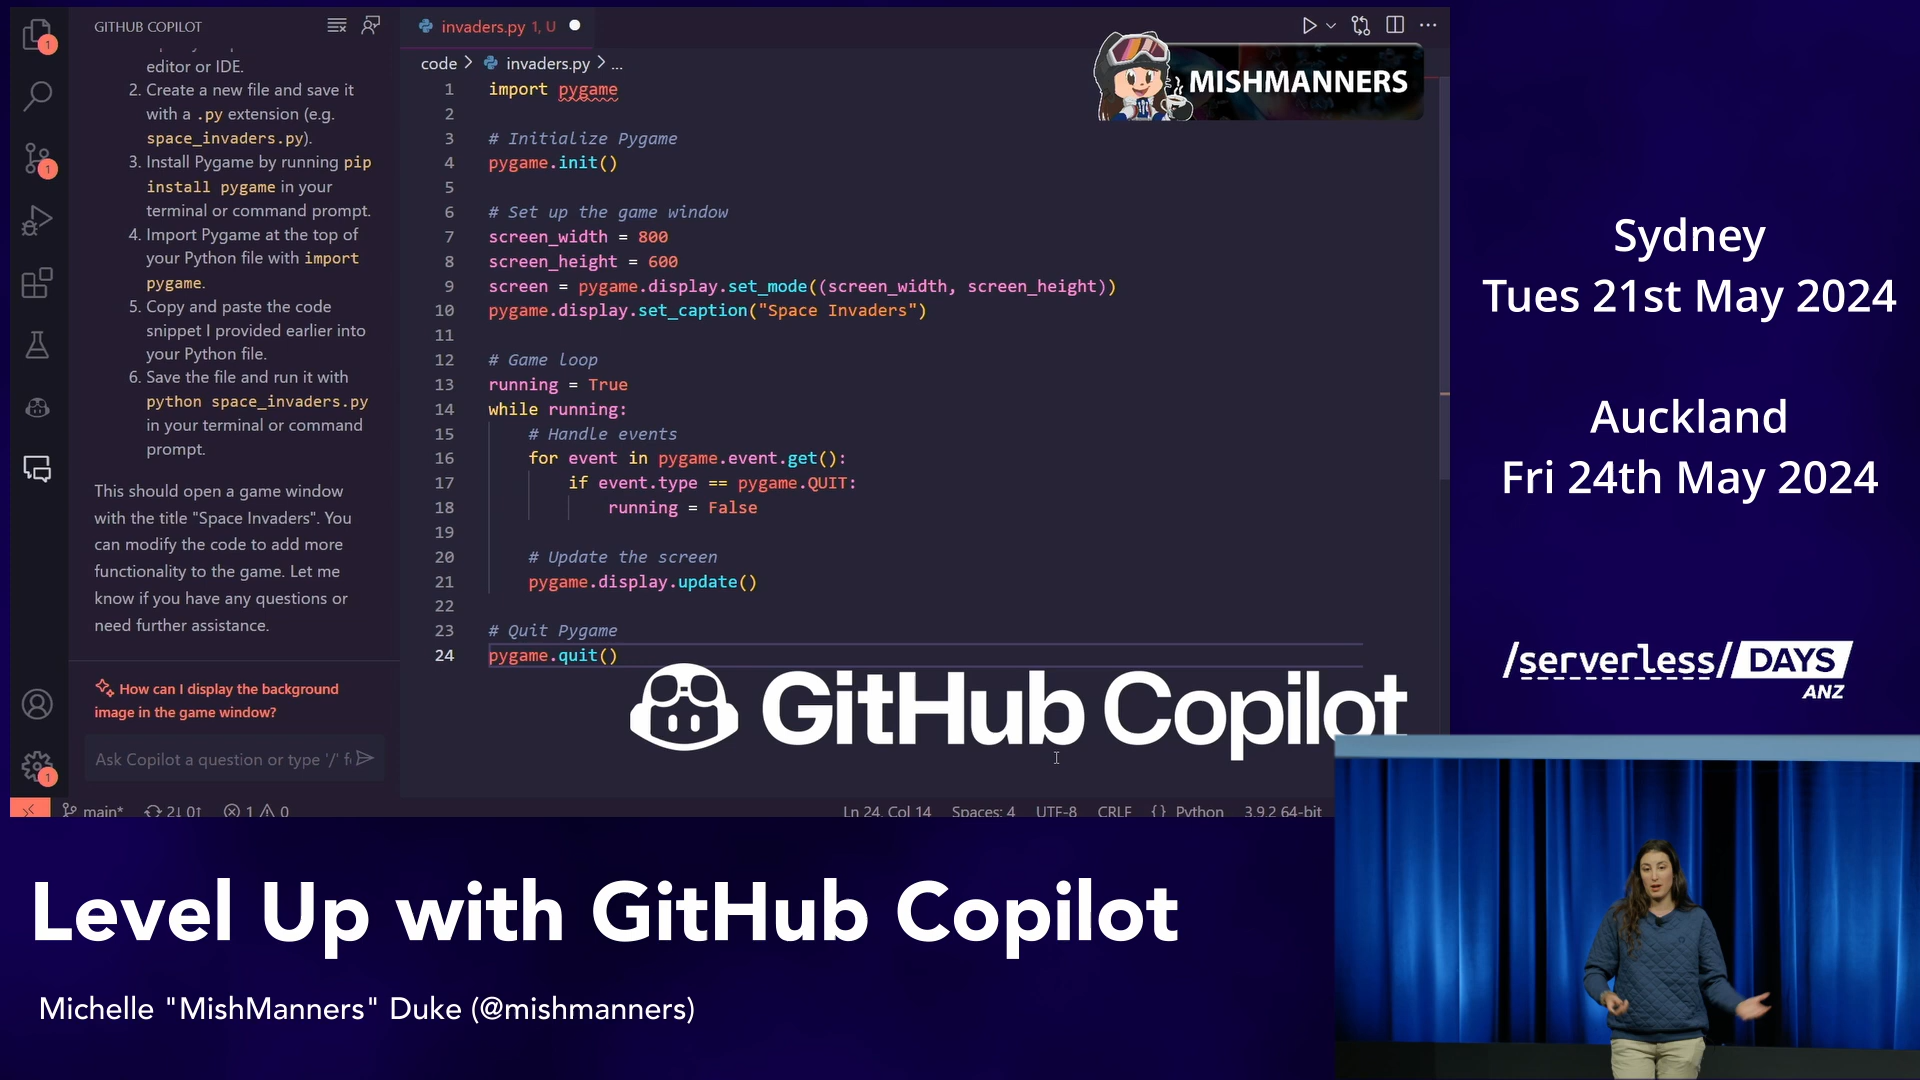 GITHUB COPILOT
editor or IDE.
2. Create a new file and save it
with a .py extension (e.g.
space_invaders.py).
3. Install Pygame by running pip
install pygame in your
terminal or command prompt.
4. Import Pygame at the top of
your Python file with import
pygame.
5. Copy and paste the code
snippet I provided earlier into
your Python file.
6. Save the file and run it with
python space_invaders.py
in your terminal or command
prompt.
This should open a game window
with the title "Space Invaders". You
can modify the code to add more
functionality to the game. Let me
know if you have any questions or
need further assistance.
How can I display the background
image in the game window?
Ask Copilot a question or type '/' f
1
1
1
invaders.py 1, U
code > invaders.py > ...
1 import pygame
2
3 # Initialize Pygame
4 pygame.init()
5
6 # Set up the game window
7 screen_width = 800
8 screen_height = 600
9 screen = pygame.display.set_mode((screen_width, screen_height))
10 pygame.display.set_caption("Space Invaders")
11
12 # Game loop
13 running = True
14 while running:
15 # Handle events
16 for event in pygame.event.get():
17 if event.type == pygame.QUIT:
18 running = False
19
20 # Update the screen
21 pygame.display.update()
22
23 # Quit Pygame
24 pygame.quit()
MISHMANNERS
GitHub Copilot
main* 2↓ 0↑ 1 0
Ln 24, Col 14 Spaces: 4 UTF-8 CRLF {} Python 3.9.2 64-bit
Sydney
Tues 21st May 2024
Auckland
Fri 24th May 2024
/serverless/DAYS
ANZ
Level Up with GitHub Copilot
Michelle "MishManners" Duke (@mishmanners)